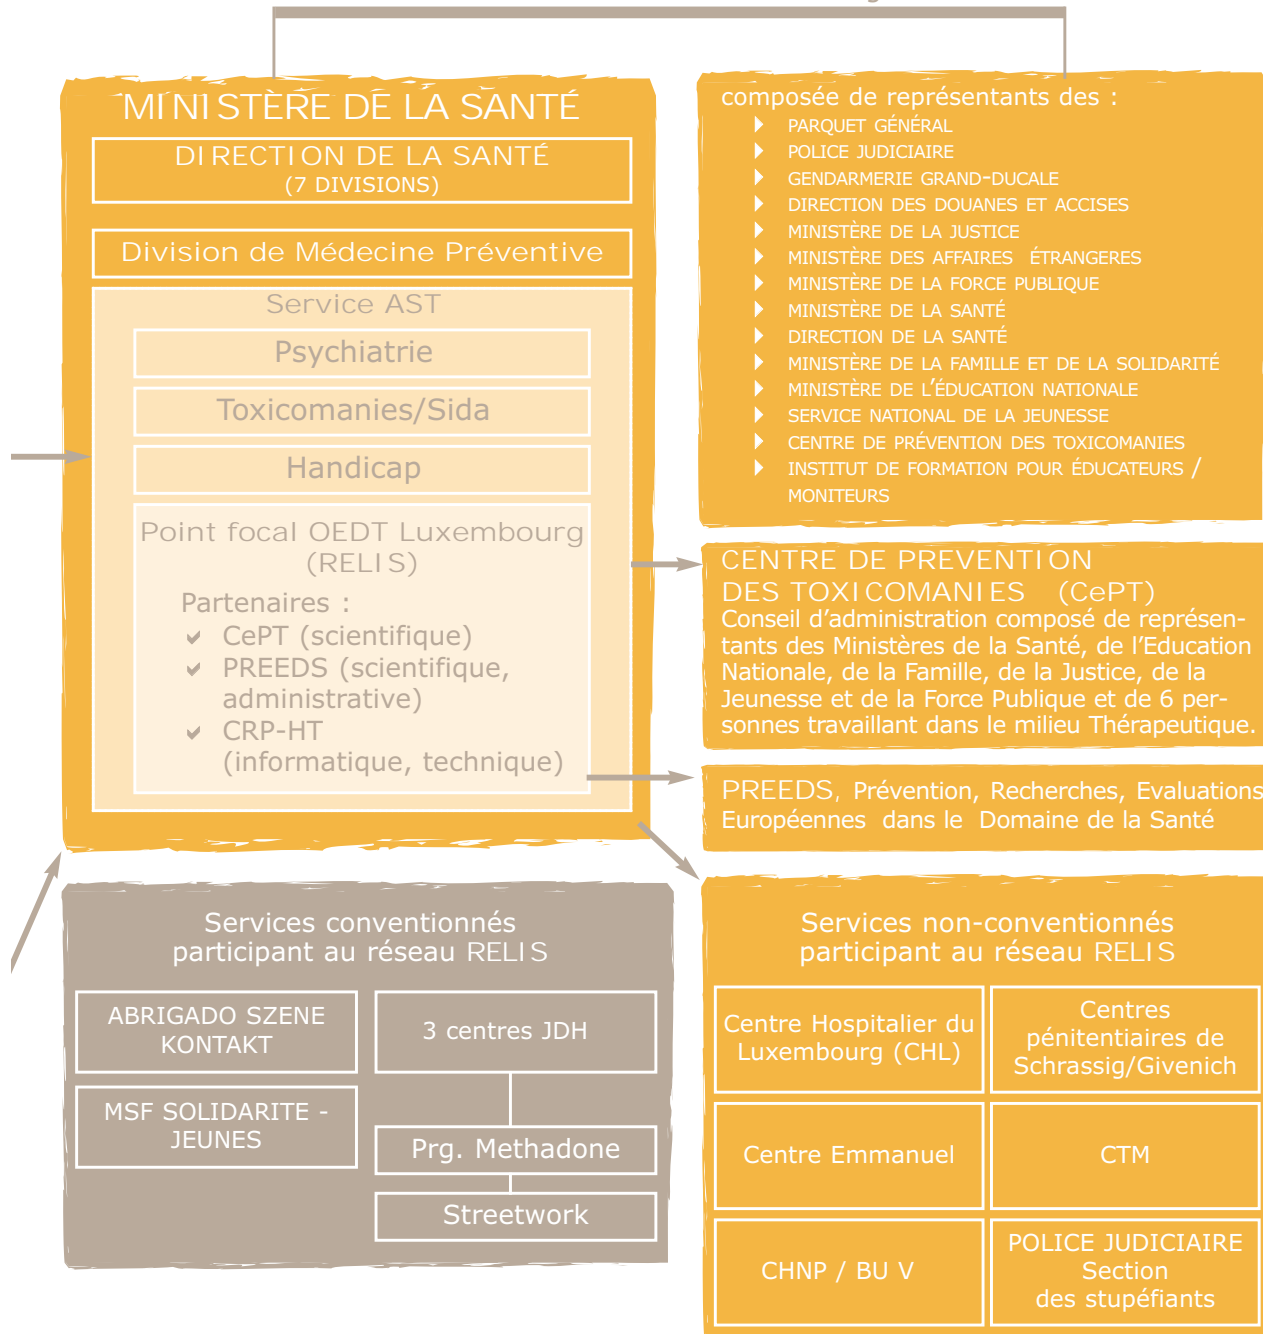 MINISTÈRE DE LA SANTÉ
DIRECTION DE LA SANTÉ
(7 DIVISIONS)
Division de Médecine Préventive
Service AST
Psychiatrie
Toxicomanies/Sida
Handicap
Point focal OEDT Luxembourg
(RELIS)
Partenaires :
CePT (scientifique)
PREEDS (scientifique,
administrative)
CRP-HT
(informatique, technique)
composée de représentants des :
PARQUET GÉNÉRAL
POLICE JUDICIAIRE
GENDARMERIE GRAND-DUCALE
DIRECTION DES DOUANES ET ACCISES
MINISTÈRE DE LA JUSTICE
MINISTÈRE DES AFFAIRES ÉTRANGERES
MINISTÈRE DE LA FORCE PUBLIQUE
MINISTÈRE DE LA SANTÉ
DIRECTION DE LA SANTÉ
MINISTÈRE DE LA FAMILLE ET DE LA SOLIDARITÉ
MINISTÈRE DE L'ÉDUCATION NATIONALE
SERVICE NATIONAL DE LA JEUNESSE
CENTRE DE PRÉVENTION DES TOXICOMANIES
INSTITUT DE FORMATION POUR ÉDUCATEURS /
MONITEURS
CENTRE DE PREVENTION
DES TOXICOMANIES (CePT)
Conseil d'administration composé de représen-
tants des Ministères de la Santé, de l'Education
Nationale, de la Famille, de la Justice, de la
Jeunesse et de la Force Publique et de 6 per-
sonnes travaillant dans le milieu Thérapeutique.
PREEDS, Prévention, Recherches, Evaluations
Européennes dans le Domaine de la Santé
Services conventionnés
participant au réseau RELIS
ABRIGADO SZENE
KONTAKT
MSF SOLIDARITE -
JEUNES
3 centres JDH
Prg. Methadone
Streetwork
Services non-conventionnés
participant au réseau RELIS
Centre Hospitalier du
Luxembourg (CHL)
Centres
pénitentiaires de
Schrassig/Givenich
Centre Emmanuel
CTM
CHNP / BU V
POLICE JUDICIAIRE
Section
des stupéfiants